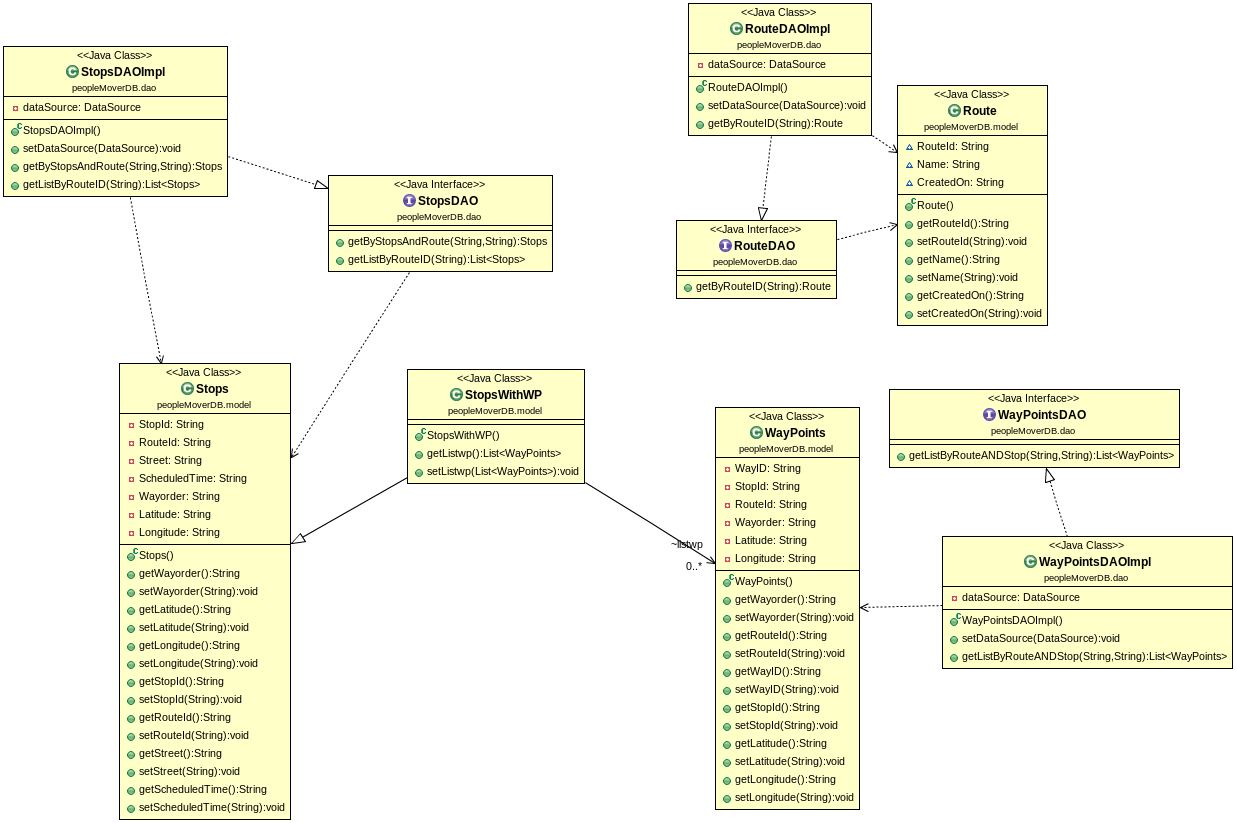 <<Java Class>>
StopsDAOImpl
peopleMoverDB.dao
dataSource: DataSource
StopsDAOImpl()
setDataSource(DataSource):void
getByStopsAndRoute(String,String):Stops
getListByRouteID(String):List<Stops>
<<Java Interface>>
StopsDAO
peopleMoverDB.dao
getByStopsAndRoute(String,String):Stops
getListByRouteID(String):List<Stops>
<<Java Class>>
RouteDAOImpl
peopleMoverDB.dao
dataSource: DataSource
RouteDAOImpl()
setDataSource(DataSource):void
getByRouteID(String):Route
<<Java Class>>
Route
peopleMoverDB.model
RouteId: String
Name: String
CreatedOn: String
Route()
getRouteId():String
setRouteId(String):void
getName():String
setName(String):void
getCreatedOn():String
setCreatedOn(String):void
<<Java Interface>>
RouteDAO
peopleMoverDB.dao
getByRouteID(String):Route
<<Java Class>>
Stops
peopleMoverDB.model
StopId: String
RouteId: String
Street: String
ScheduledTime: String
Wayorder: String
Latitude: String
Longitude: String
Stops()
getWayorder():String
setWayorder(String):void
getLatitude():String
setLatitude(String):void
getLongitude():String
setLongitude(String):void
getStopId():String
setStopId(String):void
getRouteId():String
setRouteId(String):void
getStreet():String
setStreet(String):void
getScheduledTime():String
setScheduledTime(String):void
<<Java Class>>
StopsWithWP
peopleMoverDB.model
StopsWithWP()
getListwp():List<WayPoints>
setListwp(List<WayPoints>):void
~listwp
0..*
<<Java Class>>
WayPoints
peopleMoverDB.model
WayID: String
StopId: String
RouteId: String
Wayorder: String
Latitude: String
Longitude: String
WayPoints()
getWayorder():String
setWayorder(String):void
getRouteId():String
setRouteId(String):void
getWayID():String
setWayID(String):void
getStopId():String
setStopId(String):void
getLatitude():String
setLatitude(String):void
getLongitude():String
setLongitude(String):void
<<Java Interface>>
WayPointsDAO
peopleMoverDB.dao
getListByRouteANDStop(String,String):List<WayPoints>
<<Java Class>>
WayPointsDAOImpl
peopleMoverDB.dao
dataSource: DataSource
WayPointsDAOImpl()
setDataSource(DataSource):void
getListByRouteANDStop(String,String):List<WayPoints>